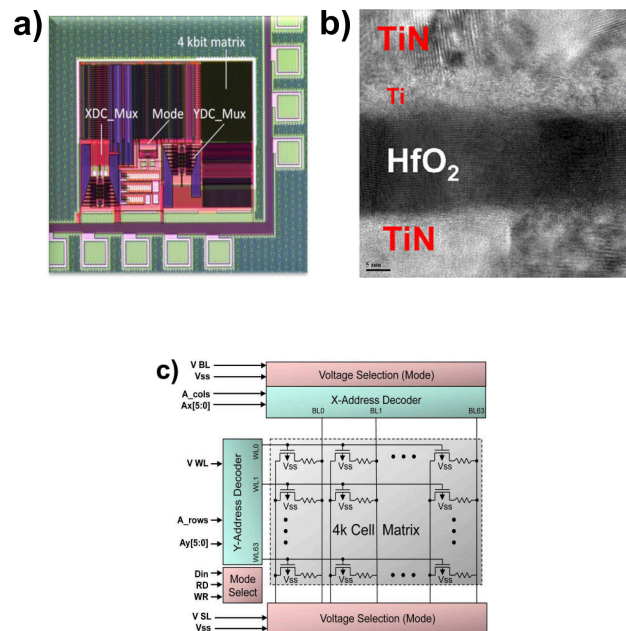 a)
4 kbit matrix
XDC_Mux
Mode
YDC_Mux
b)
TiN
Ti
HfO2
TiN
5 nm
c)
V BL
Vss
Voltage Selection (Mode)
A_cols
Ax[5:0]
X-Address Decoder
BL0
BL1
BL63
V WL
A_rows
Ay[5:0]
Y-Address Decoder
WL0
WL1
WL63
Vss
Vss
Vss
Vss
Vss
Vss
4k Cell Matrix
Vss
Vss
Vss
Din
RD
WR
Mode
Select
V SL
Vss
Voltage Selection (Mode)